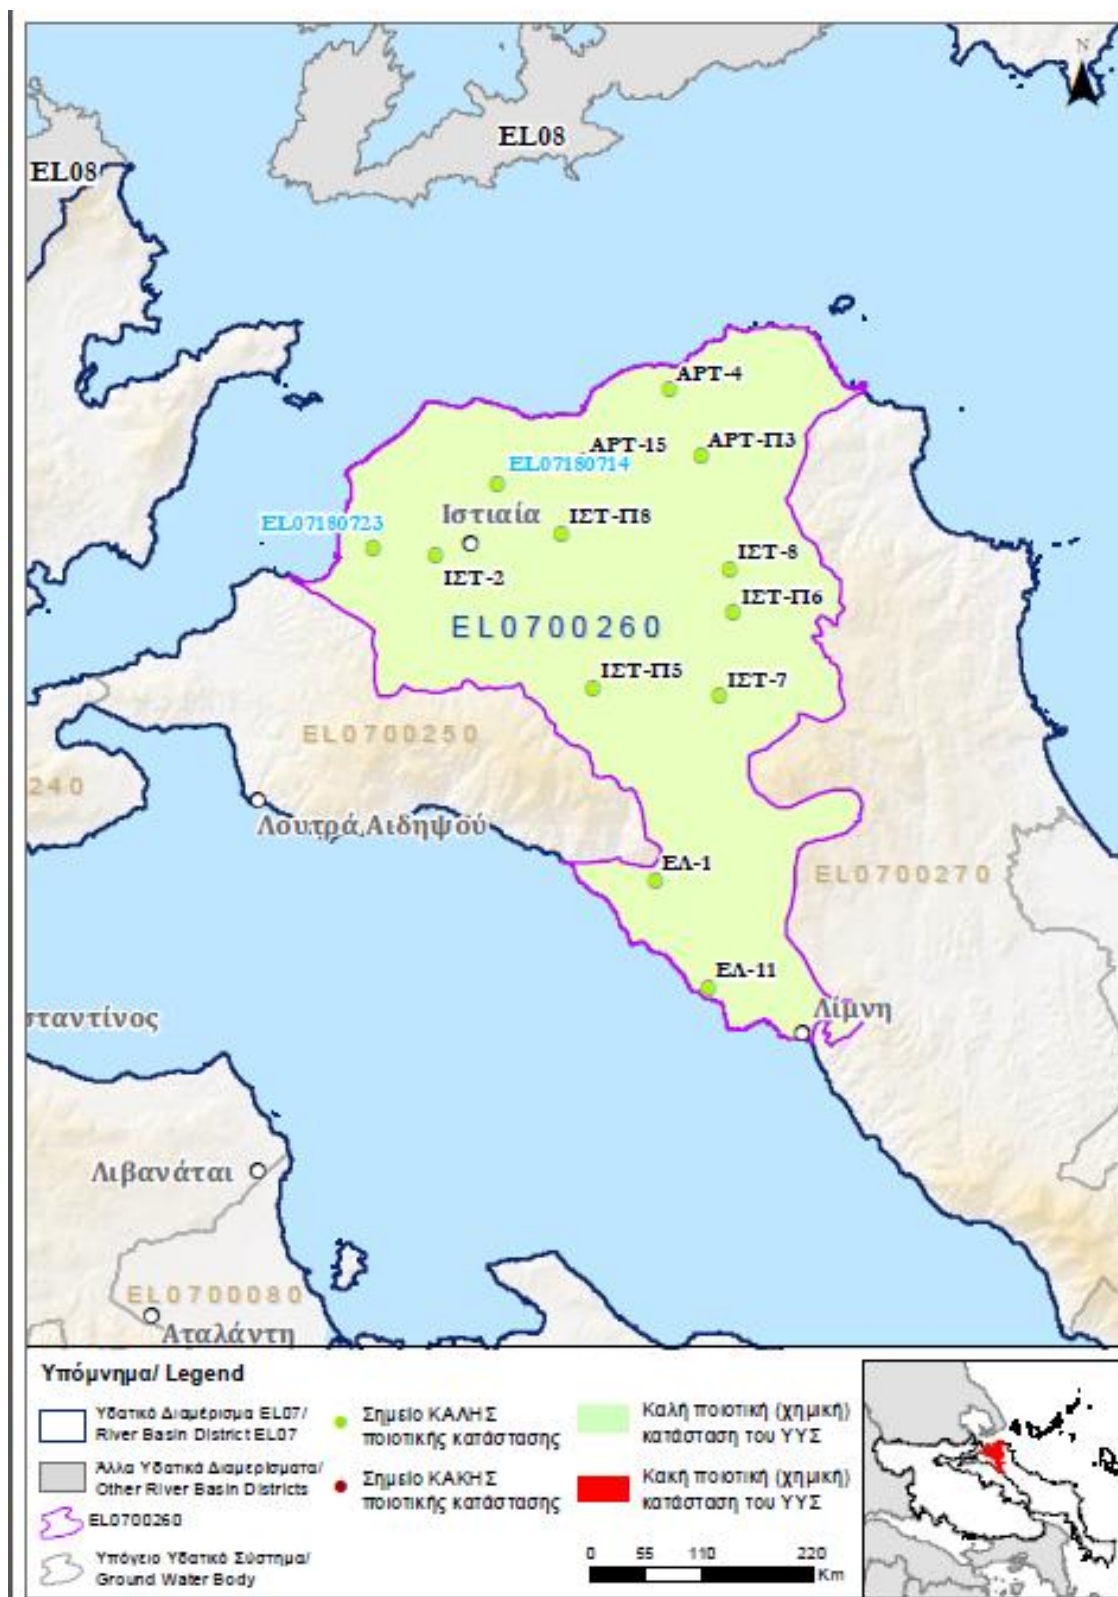 N
EL08
EL08
ΑΡΤ-4
ΑΡΤ-15
ΑΡΤ-Π3
EL07180714
Ιστιαία
ΙΣΤ-Π8
EL07180723
ΙΣΤ-2
ΙΣΤ-8
ΙΣΤ-Π6
EL0700260
ΙΣΤ-Π5
ΙΣΤ-7
EL0700250
240
Λουτρά Αιδηψού
ΕΛ-1
EL0700270
ΕΛ-11
Λίμνη
σταντίνος
Λιβανάται
EL0700080
Αταλάντη
Υπόμνημα/ Legend
Υδατικό Διαμέρισμα EL07/
River Basin District EL07
Άλλα Υδατικά Διαμερίσματα/
Other River Basin Districts
EL0700260
Υπόγειο Υδατικό Σύστημα/
Ground Water Body
Σημείο ΚΑΛΗΣ
ποιοτικής κατάστασης
Σημείο ΚΑΚΗΣ
ποιοτικής κατάστασης
Καλή ποιοτική (χημική)
κατάσταση του ΥΥΣ
Κακή ποιοτική (χημική)
κατάσταση του ΥΥΣ
0 55 110 220
Km